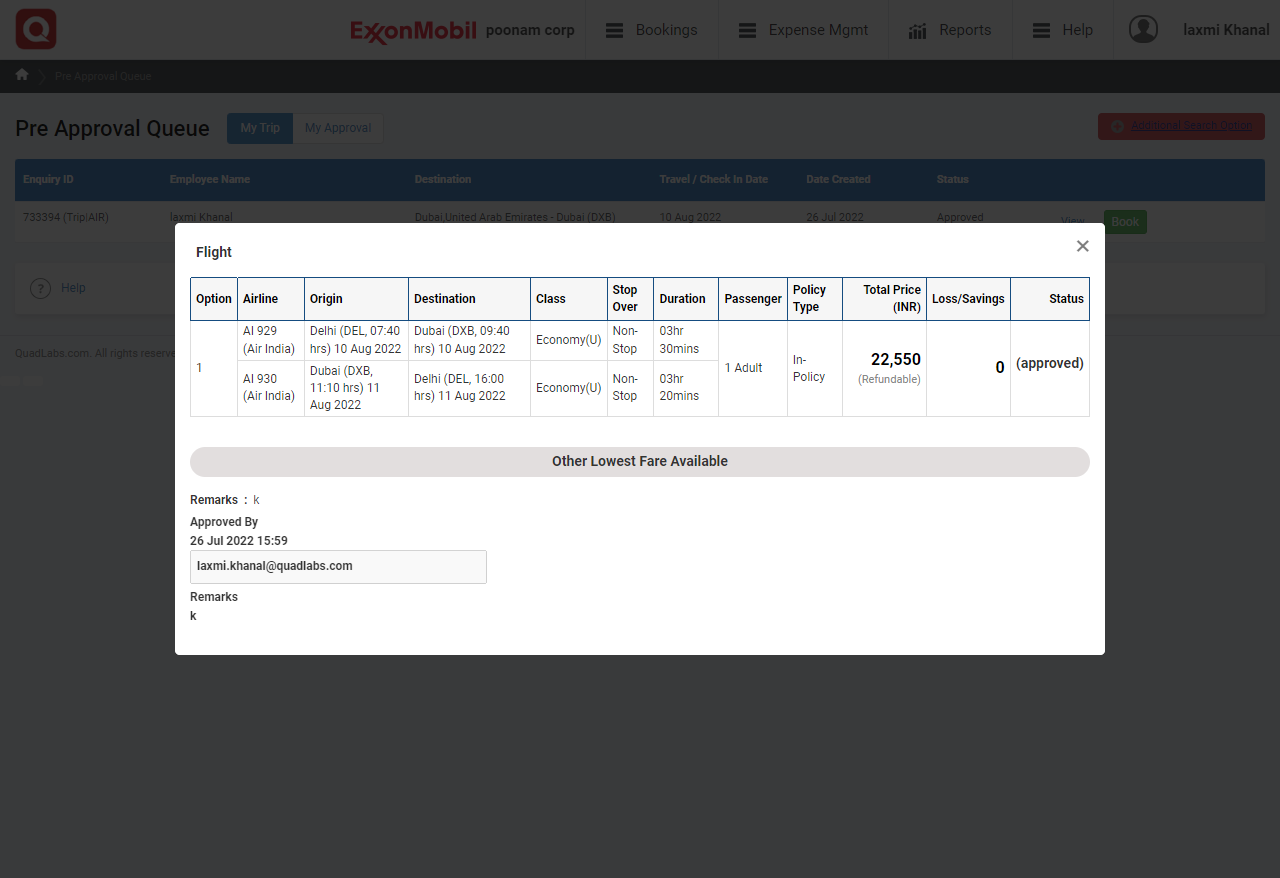 ExxonMobil poonam corp Bookings Expense Mgmt Reports Help laxmi Khanal
Pre Approval Queue
Pre Approval Queue My Trip My Approval Additional Search Option
Enquiry ID Employee Name Destination Travel / Check In Date Date Created Status
733394 (Trip|AIR) laxmi Khanal Dubai,United Arab Emirates - Dubai (DXB) 10 Aug 2022 26 Jul 2022 Approved View Book
Flight ×
Option Airline Origin Destination Class Stop Over Duration Passenger Policy Type Total Price (INR) Loss/Savings Status
1
AI 929 (Air India) Delhi (DEL, 07:40 hrs) 10 Aug 2022 Dubai (DXB, 09:40 hrs) 10 Aug 2022 Economy(U) Non-Stop 03hr 30mins
AI 930 (Air India) Dubai (DXB, 11:10 hrs) 11 Aug 2022 Delhi (DEL, 16:00 hrs) 11 Aug 2022 Economy(U) Non-Stop 03hr 20mins
1 Adult In-Policy 22,550 (Refundable) 0 (approved)
Other Lowest Fare Available
Remarks : k
Approved By
26 Jul 2022 15:59
laxmi.khanal@quadlabs.com
Remarks
k
? Help
QuadLabs.com. All rights reserve